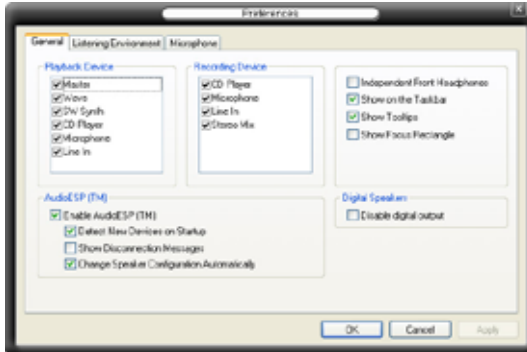 Preferences
General
Listering Environment
Microphone
Playback Device
Master
Wave
SW Synth
CD Player
Microphone
Line In
Recording Device
CD Player
Microphone
Line In
Stereo Mix
Independent Front Headphones
Show on the Taskbar
Show Tooltips
Show Focus Rectangle
AudioESP (TM)
Enable AudioESP (TM)
Detect New Devices on Startup
Show Disconnection Messages
Change Speaker Configuration Automatically
Digital Speakers
Disable digital output
OK
Cancel
Apply